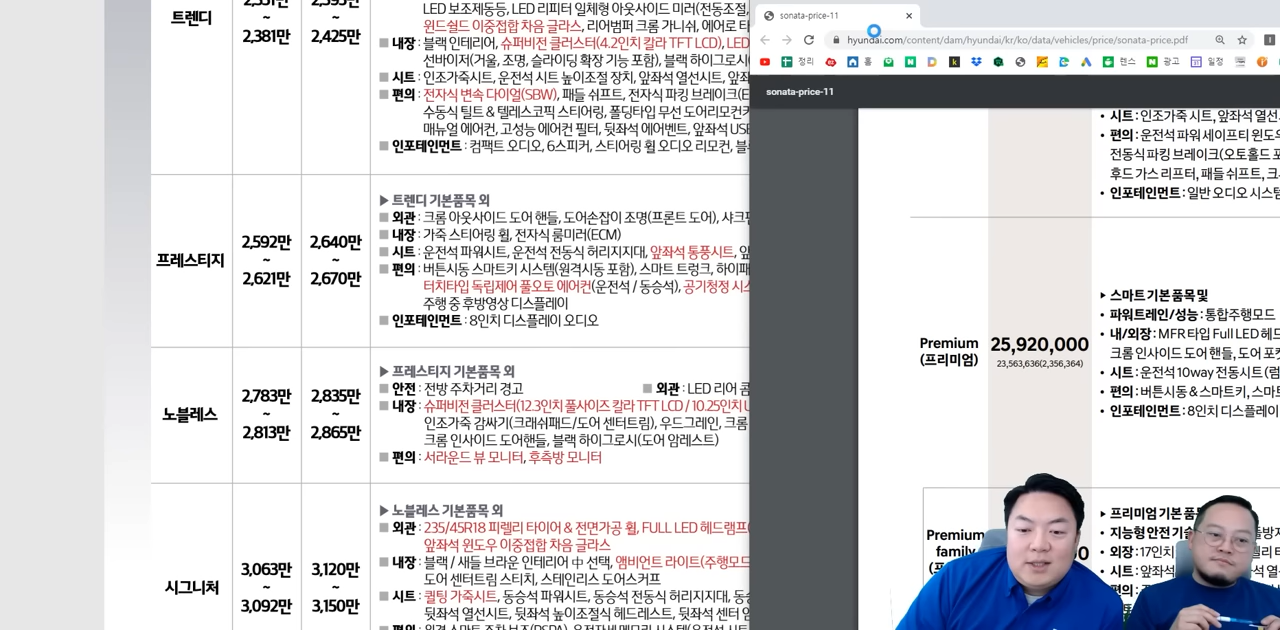 트렌디
2,381만
2,425만
LED 보조제동등, LED 리피터 일체형 아웃사이드 미러(전동조절,
윈드쉴드 이중접합 차음 글라스, 리어범퍼 크롬 가니쉬, 에어로 타
■ 내장 : 블랙 인테리어, 슈퍼비전 클러스터(4.2인치 칼라 TFT LCD), LED
선바이저(거울, 조명, 슬라이딩 확장 기능 포함), 블랙 하이그로시
■ 시트 : 인조가죽시트, 운전석 시트 높이조절 장치, 앞좌석 열선시트, 앞좌
■ 편의 : 전자식 변속 다이얼(SBW), 패들 쉬프트, 전자식 파킹 브레이크(E
수동식 틸트 & 텔레스코픽 스티어링, 폴딩타입 무선 도어리모컨키
매뉴얼 에어컨, 고성능 에어컨 필터, 뒷좌석 에어벤트, 앞좌석 USB
■ 인포테인먼트 : 컴팩트 오디오, 6스피커, 스티어링 휠 오디오 리모컨, 블루
프레스티지
2,592만
~
2,621만
2,640만
~
2,670만
▶ 트렌디 기본품목 외
■ 외관 : 크롬 아웃사이드 도어 핸들, 도어손잡이 조명(프론트 도어), 샤크핀
■ 내장 : 가죽 스티어링 휠, 전자식 룸미러(ECM)
■ 시트 : 운전석 파워시트, 운전석 전동식 허리지지대, 앞좌석 통풍시트, 앞
■ 편의 : 버튼시동 스마트키 시스템(원격시동 포함), 스마트 트렁크, 하이패
터치타입 독립제어 풀오토 에어컨(운전석 / 동승석), 공기청정 시스
주행 중 후방영상 디스플레이
■ 인포테인먼트 : 8인치 디스플레이 오디오
노블레스
2,783만
~
2,813만
2,835만
~
2,865만
▶ 프레스티지 기본품목 외
■ 안전 : 전방 주차거리 경고 ■ 외관 : LED 리어 콤
■ 내장 : 슈퍼비전 클러스터(12.3인치 풀사이즈 칼라 TFT LCD / 10.25인치 U
인조가죽 감싸기(크래쉬패드/도어 센터트림), 우드그레인, 크롬
크롬 인사이드 도어핸들, 블랙 하이그로시(도어 암레스트)
■ 편의 : 서라운드 뷰 모니터, 후측방 모니터
시그니처
3,063만
~
3,092만
3,120만
~
3,150만
▶ 노블레스 기본품목 외
■ 외관 : 235/45R18 피렐리 타이어 & 전면가공 휠, FULL LED 헤드램프(
앞좌석 윈도우 이중접합 차음 글라스
■ 내장 : 블랙 / 새들 브라운 인테리어 中 선택, 앰비언트 라이트(주행모드
도어 센터트림 스티치, 스테인리스 도어스커프
■ 시트 : 퀼팅 가죽시트, 동승석 파워시트, 동승석 전동식 허리지지대, 동승
뒷좌석 열선시트, 뒷좌석 높이조절식 헤드레스트, 뒷좌석 센터 암
sonata-price-11
hyundai.com/content/dam/hyundai/kr/ko/data/vehicles/price/sonata-price.pdf
정리
홈
렌스
광고
일정
sonata-price-11
• 시트 : 인조가죽 시트, 앞좌석 열선
• 편의 : 운전석 파워 세이프티 윈도우
전동식 파킹 브레이크(오토홀드 포
후드 가스 리프터, 패들 쉬프트, 크
• 인포테인먼트 : 일반 오디오 시스템
Premium
(프리미엄)
25,920,000
23,563,636(2,356,364)
▶ 스마트 기본 품목 및
• 파워트레인/성능 : 통합주행모드
• 내/외장 : MFR 타입 Full LED 헤드
크롬 인사이드 도어 핸들, 도어 포켓
• 시트 : 운전석 10way 전동시트(럼
• 편의 : 버튼시동 & 스마트키, 스마
• 인포테인먼트 : 8인치 디스플레이
Premium
family
▶ 프리미엄 기본 품
• 지능형 안전 기술
• 외장 : 17인치
• 시트 : 앞좌석
• 편의 :